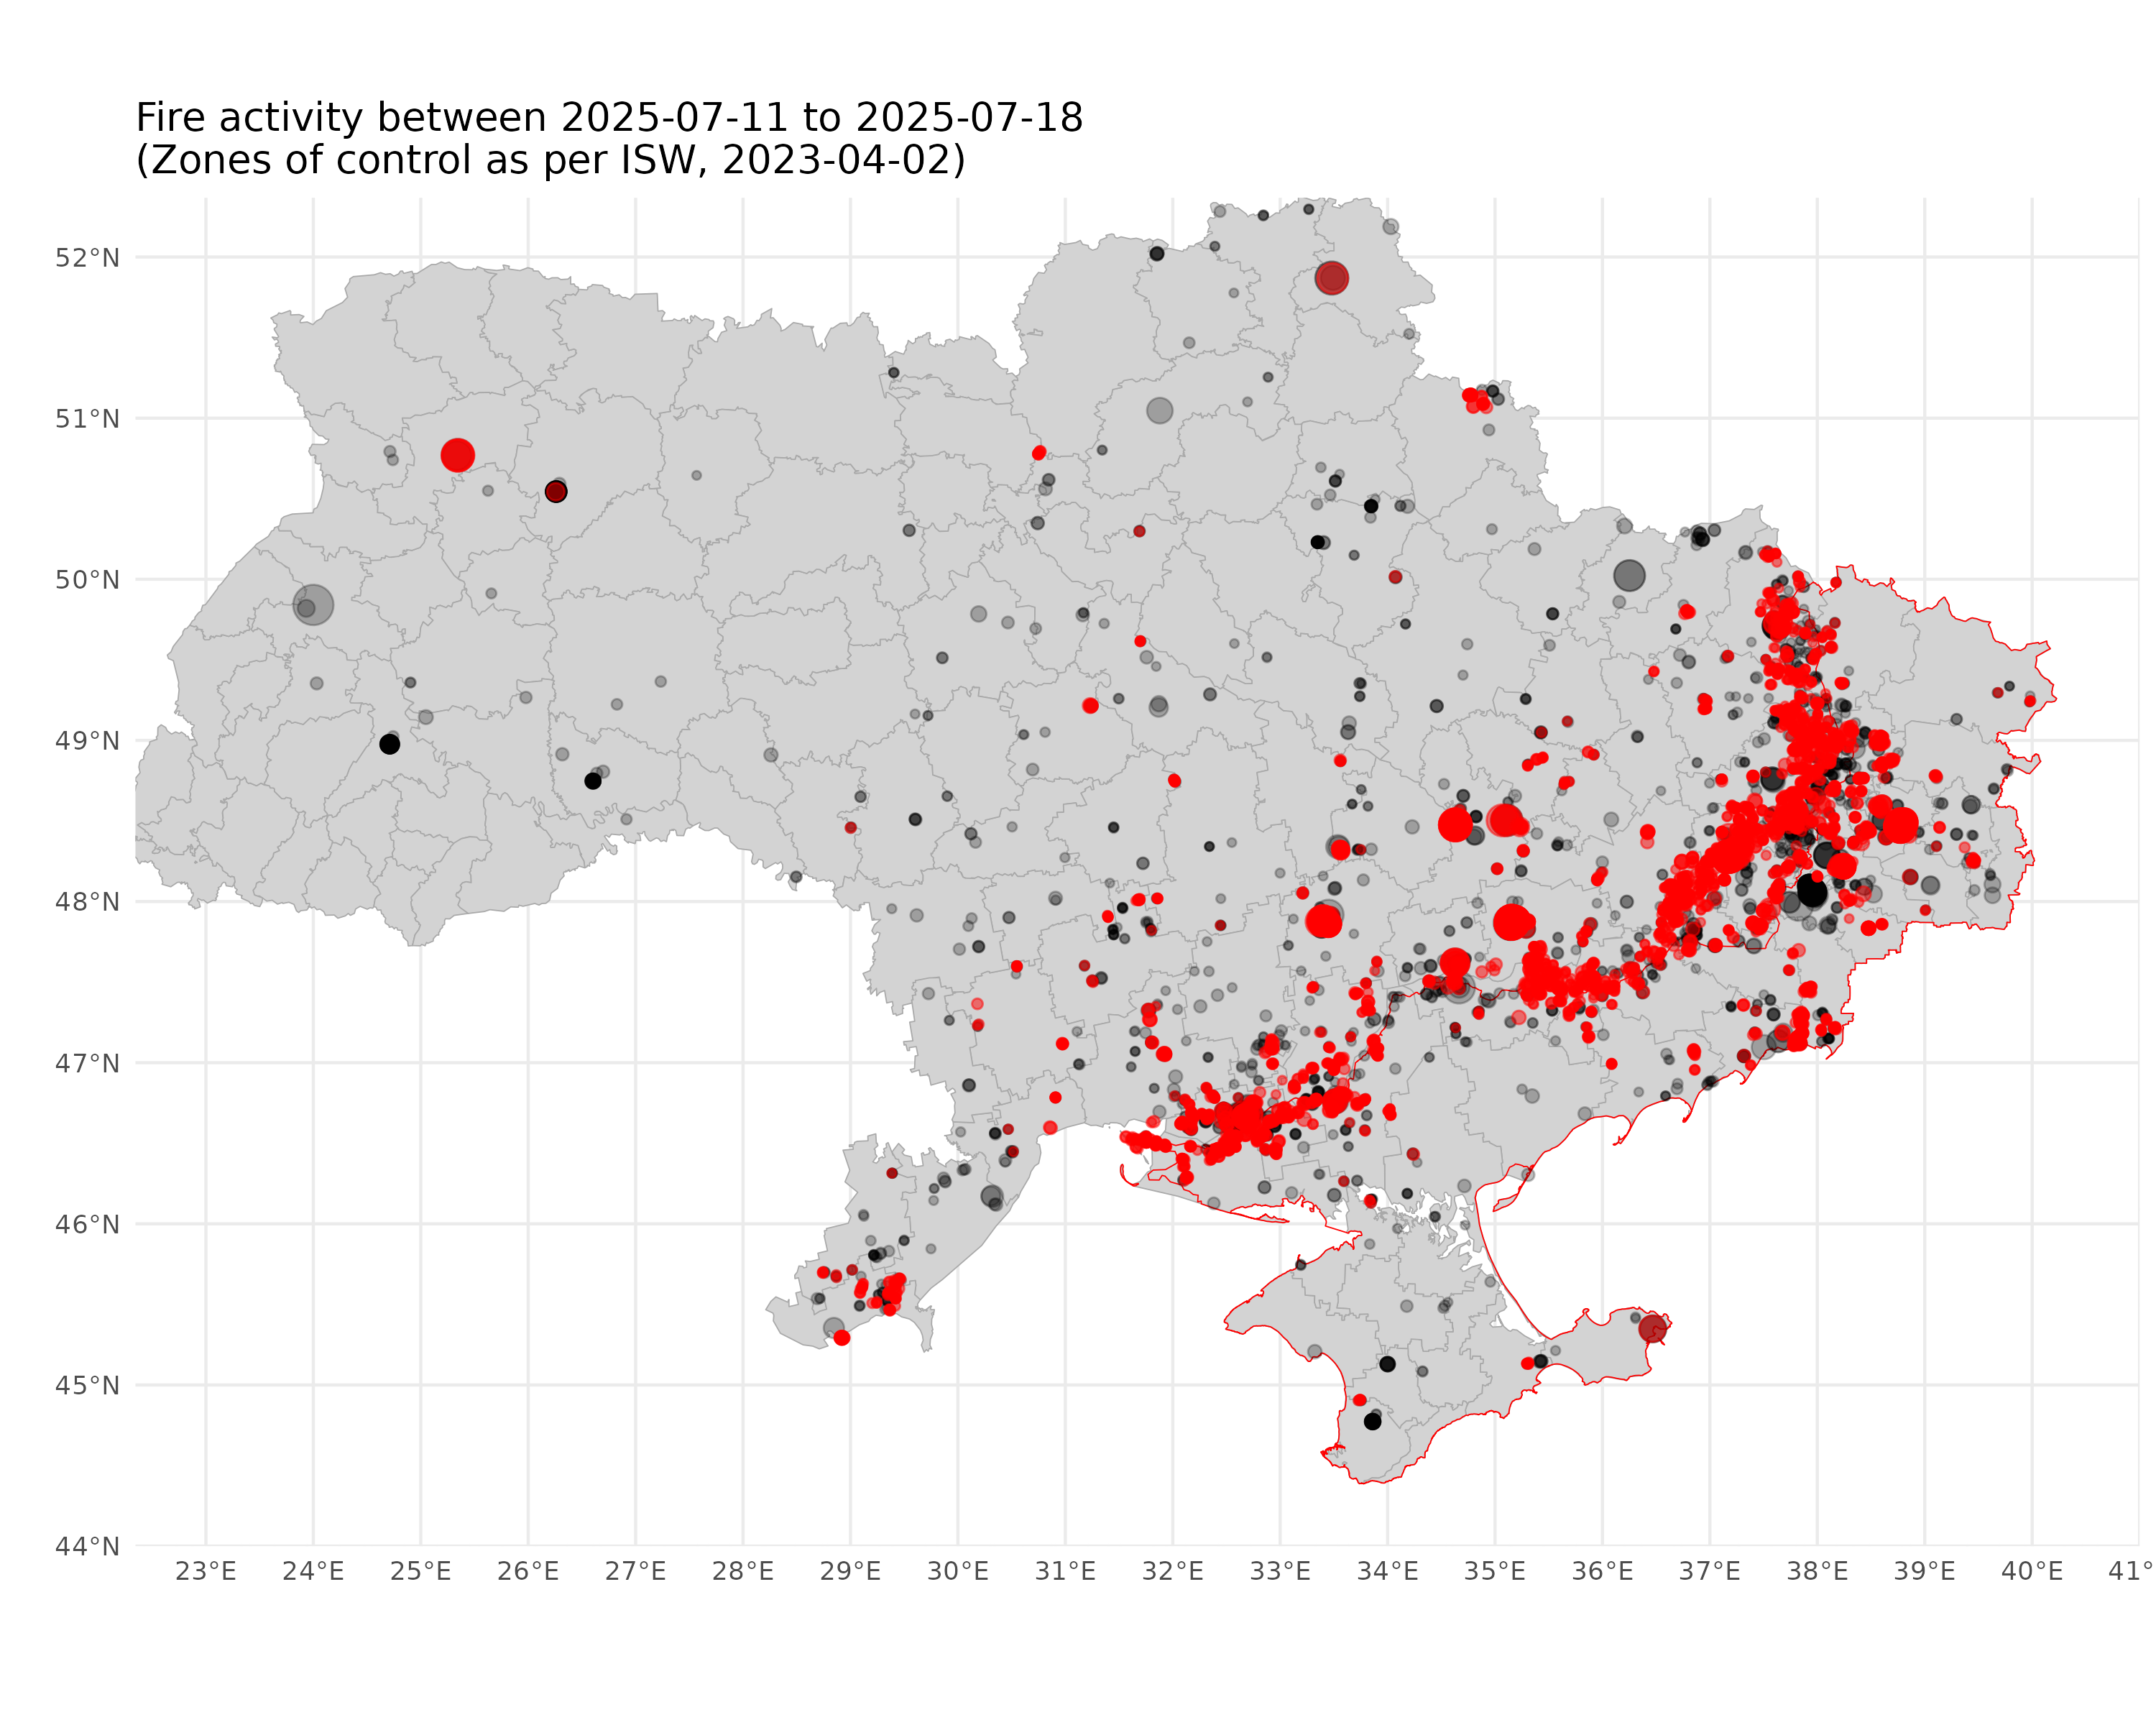 Fire activity between 2025-07-11 to 2025-07-18
(Zones of control as per ISW, 2023-04-02)
52°N
51°N
50°N
49°N
48°N
47°N
46°N
45°N
44°N
23°E 24°E 25°E 26°E 27°E 28°E 29°E 30°E 31°E 32°E 33°E 34°E 35°E 36°E 37°E 38°E 39°E 40°E 41°